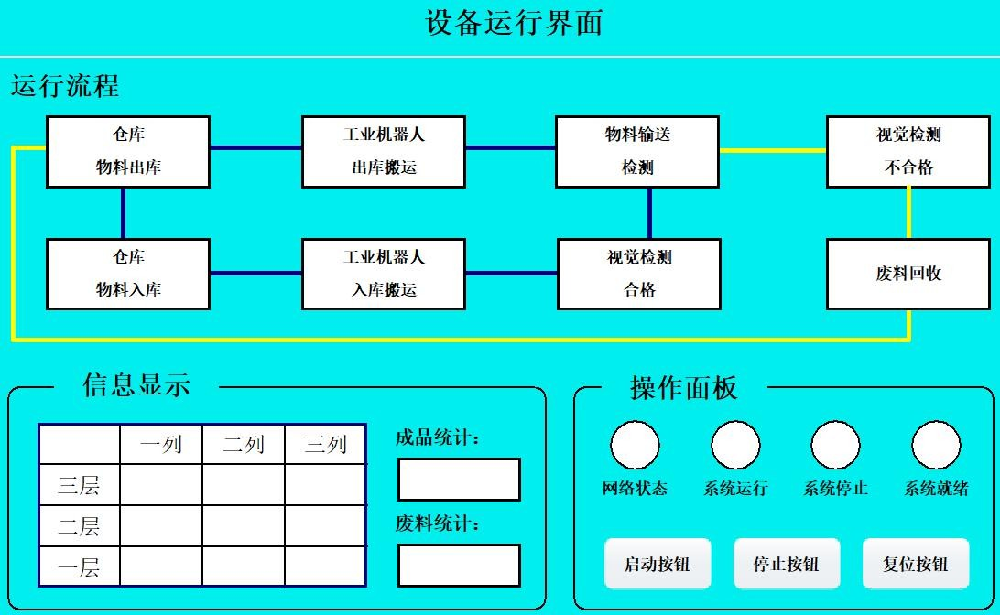 设备运行界面
运行流程
仓库
物料出库
工业机器人
出库搬运
物料输送
检测
视觉检测
不合格
仓库
物料入库
工业机器人
入库搬运
视觉检测
合格
废料回收
信息显示
一列 二列 三列
三层
二层
一层
成品统计：
废料统计：
操作面板
网络状态 系统运行 系统停止 系统就绪
启动按钮 停止按钮 复位按钮